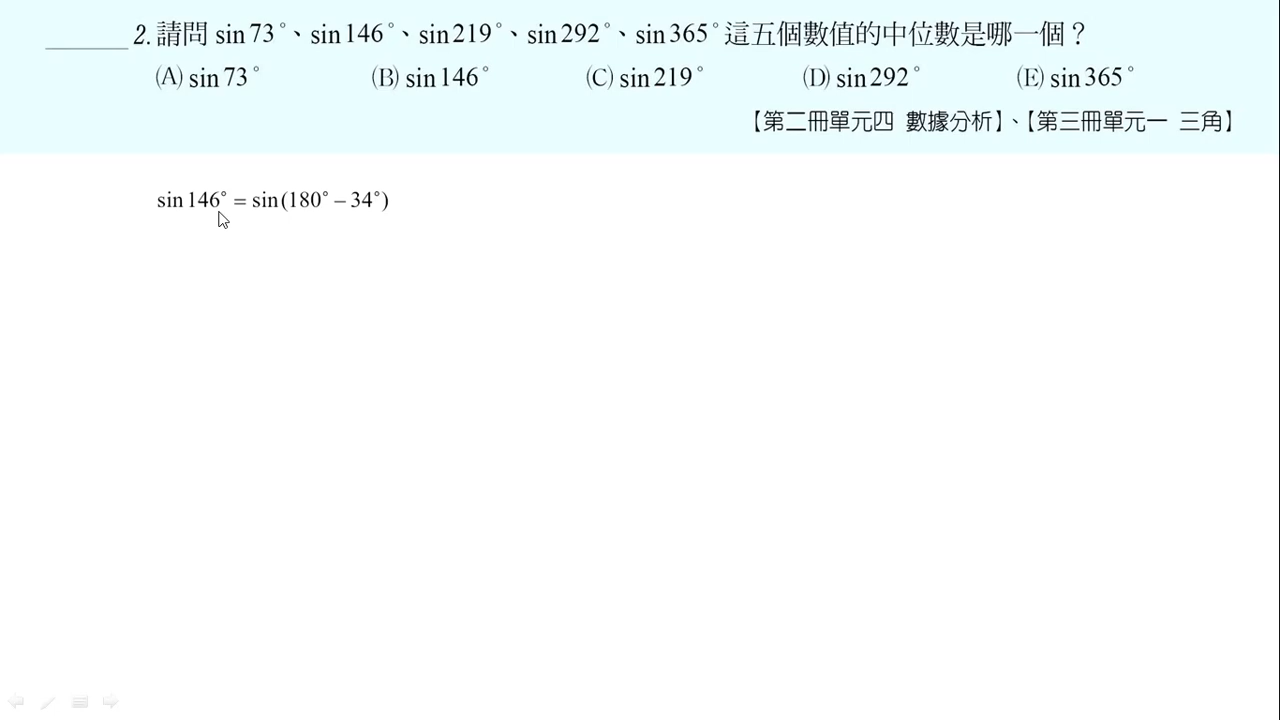 2. 請問 sin 73°、sin 146°、sin 219°、sin 292°、sin 365° 這五個數值的中位數是哪一個？
(A) sin 73° (B) sin 146° (C) sin 219° (D) sin 292° (E) sin 365°
【第二冊單元四 數據分析】、【第三冊單元一 三角】
sin 146° = sin(180° − 34°)